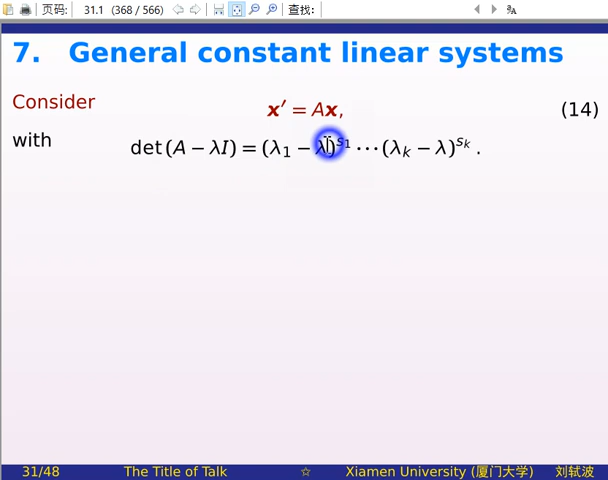 页码: 31.1 (368 / 566) 查找:
7. General constant linear systems
Consider
x′ = Ax, (14)
with
det(A − λI) = (λ₁ − λ)^{s₁} ⋯ (λₖ − λ)^{sₖ} .
31/48 The Title of Talk ☆ Xiamen University (厦门大学) 刘轼波